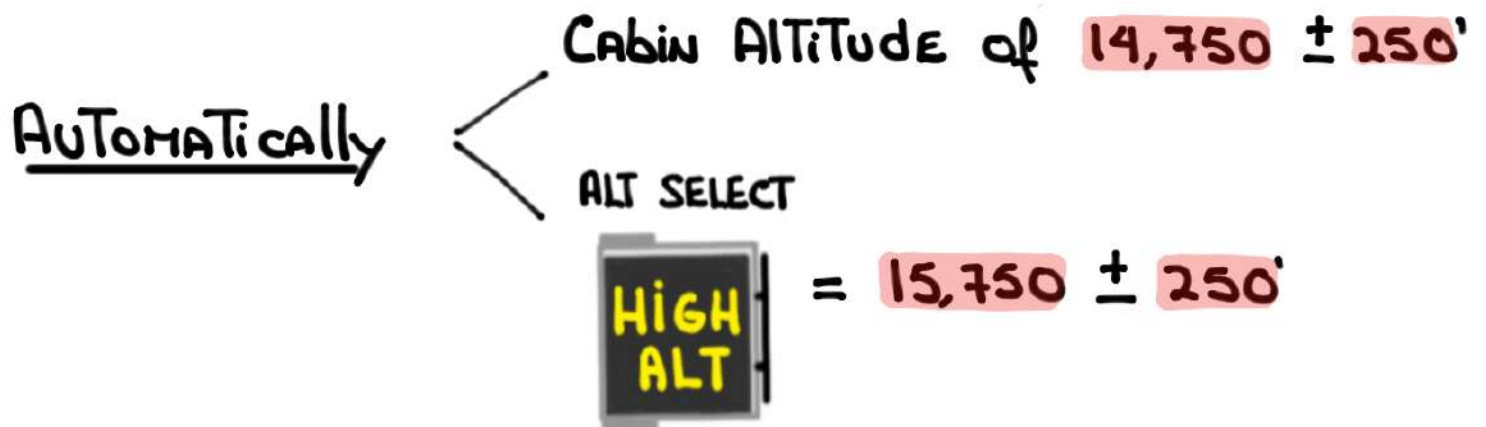 Cabin Altitude of 14,750 ± 250'
Automatically
ALT SELECT
HIGH
ALT
= 15,750 ± 250'